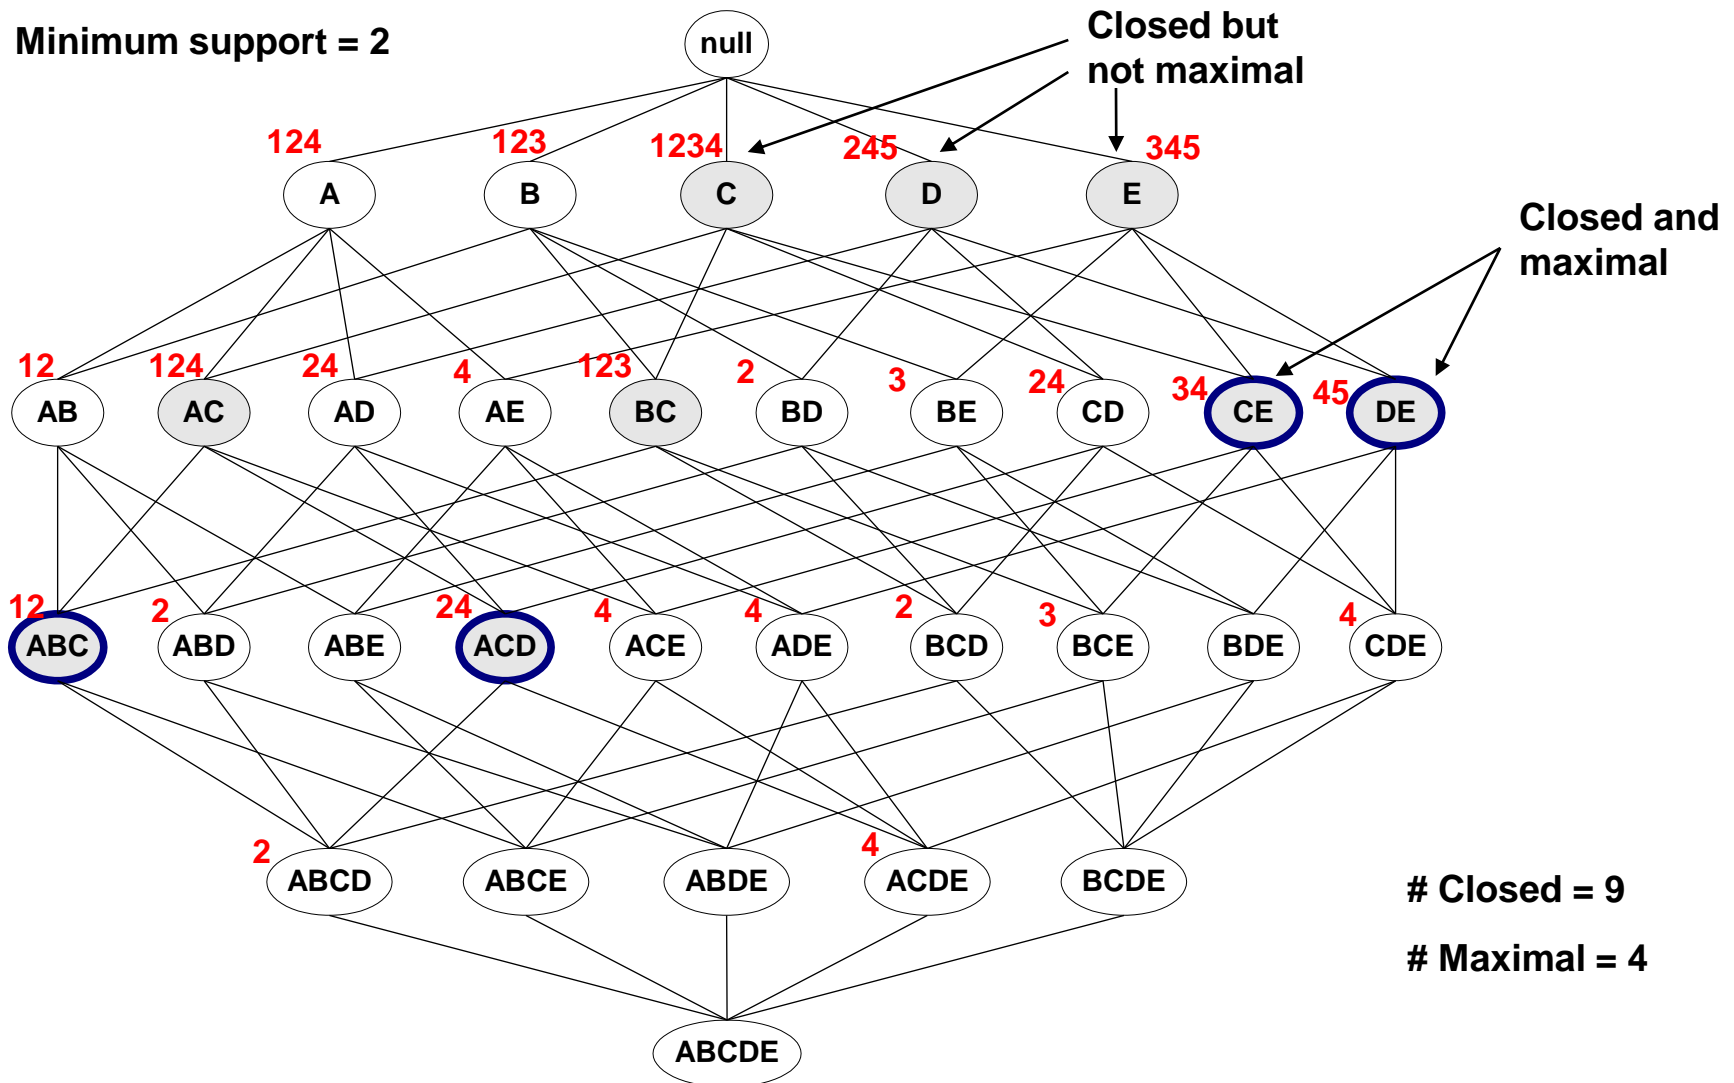 Minimum support = 2
null
Closed but
not maximal
124 123 1234 245 345
A B C D E
Closed and
maximal
12 124 24 4 123 2 3 24 34 45
AB AC AD AE BC BD BE CD CE DE
12 2 24 4 4 2 3 4
ABC ABD ABE ACD ACE ADE BCD BCE BDE CDE
2 4
ABCD ABCE ABDE ACDE BCDE
# Closed = 9
# Maximal = 4
ABCDE